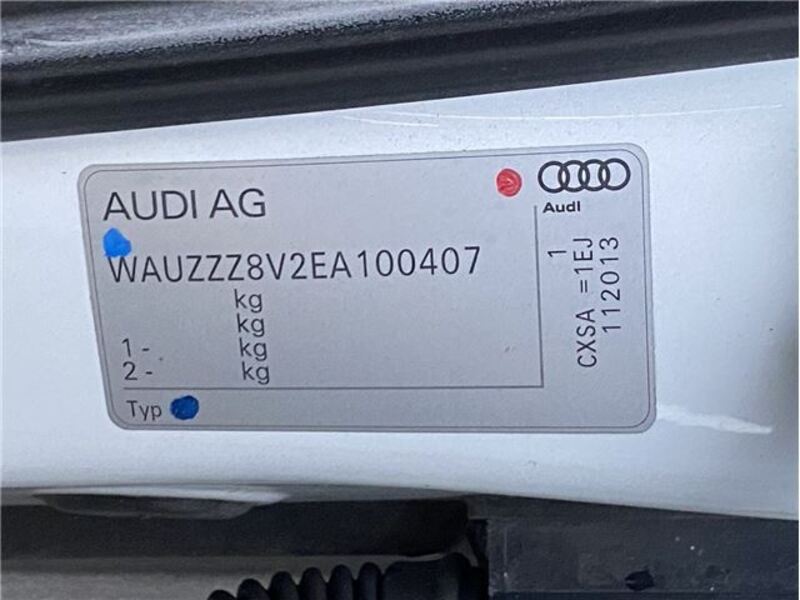 AUDI AG
Audi
WAUZZZ8V2EA100407
kg
kg
1 - kg
2 - kg
Typ
1
CXSA =1EJ
112013